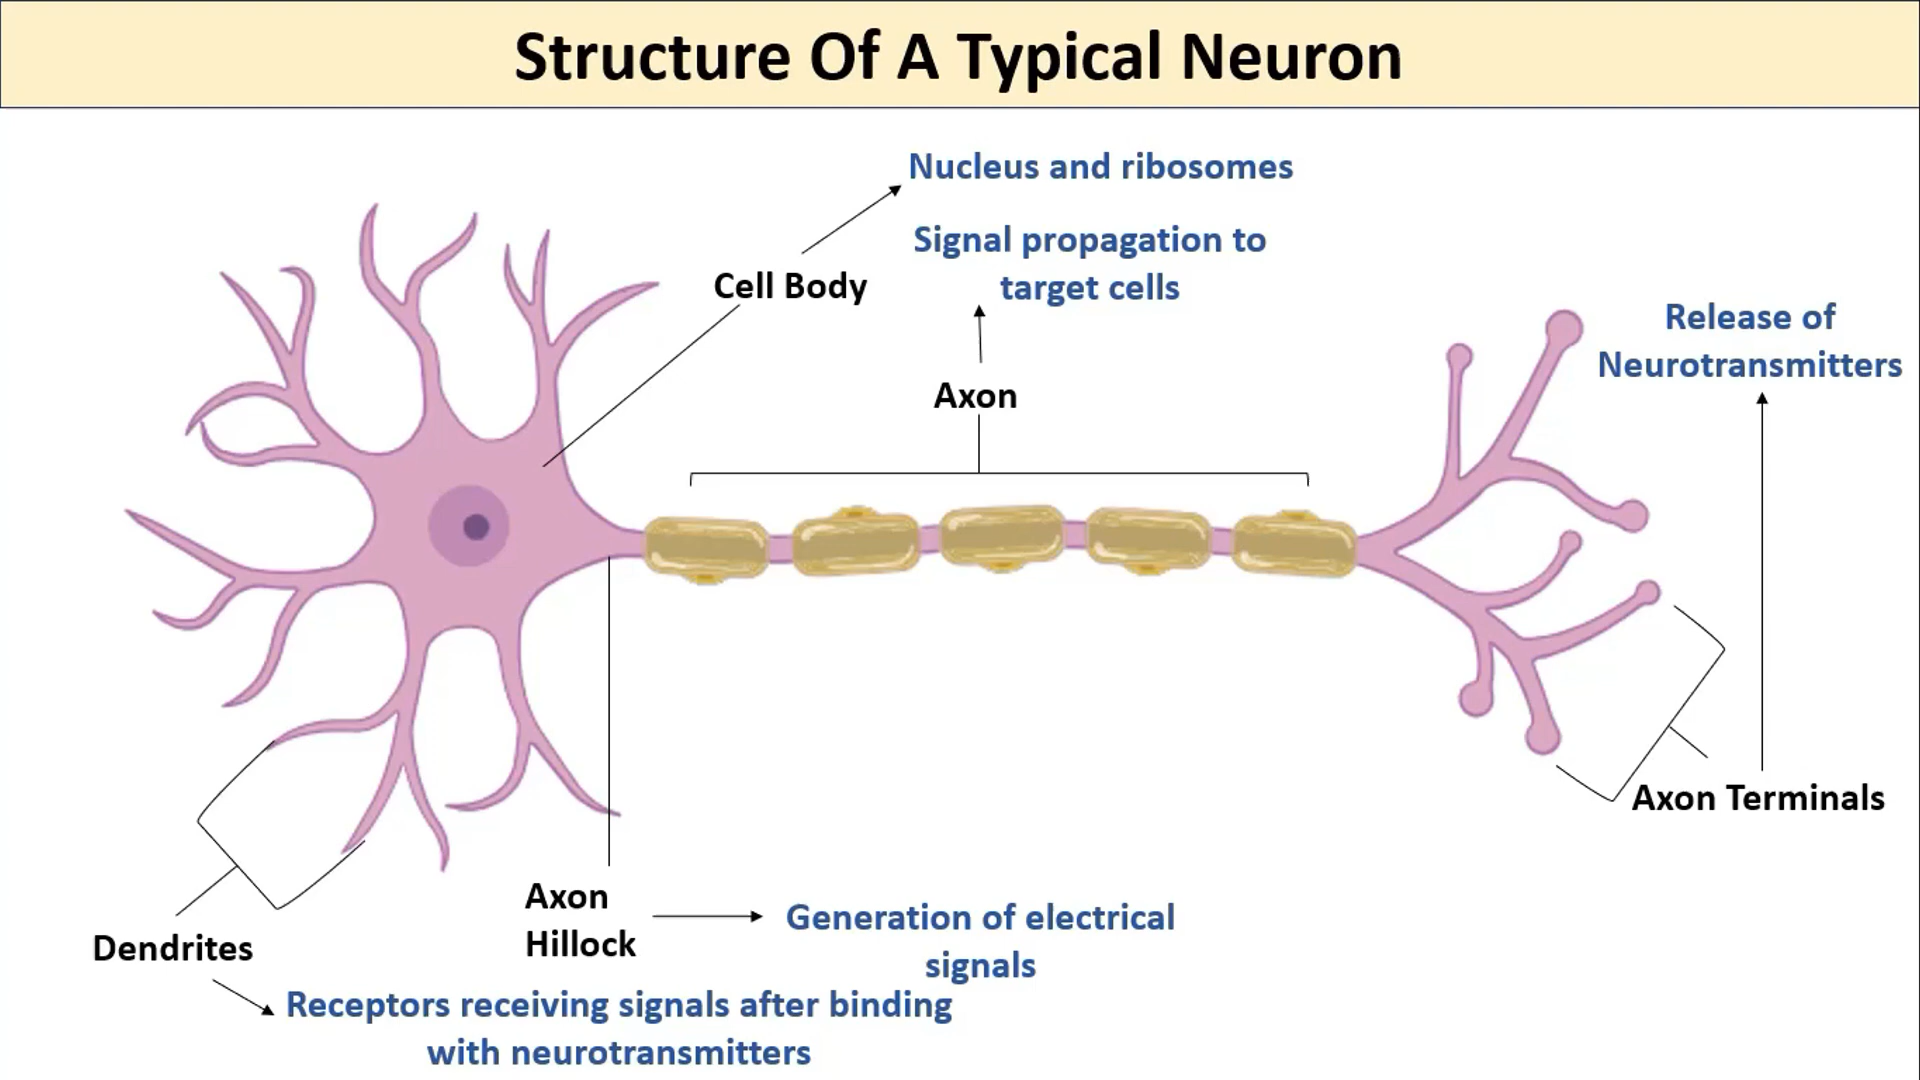 Structure Of A Typical Neuron
Nucleus and ribosomes
Signal propagation to
target cells
Cell Body
Release of
Neurotransmitters
Axon
Axon Terminals
Axon
Hillock
Generation of electrical
signals
Dendrites
Receptors receiving signals after binding
with neurotransmitters